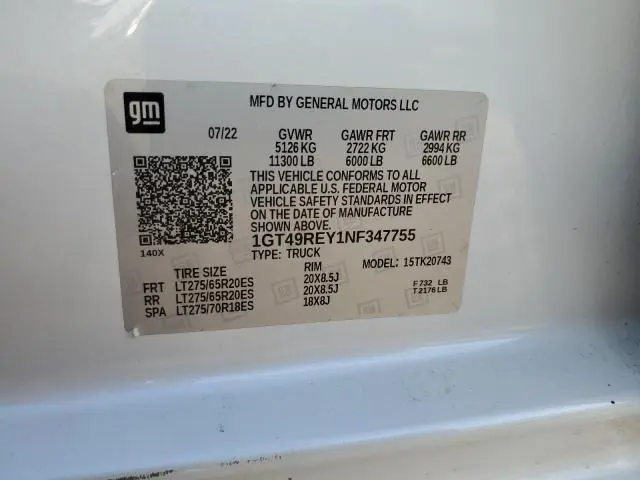 gm
MFD BY GENERAL MOTORS LLC
07/22 GVWR GAWR FRT GAWR RR
5126 KG 2722 KG 2994 KG
11300 LB 6000 LB 6600 LB
THIS VEHICLE CONFORMS TO ALL
APPLICABLE U.S. FEDERAL MOTOR
VEHICLE SAFETY STANDARDS IN EFFECT
ON THE DATE OF MANUFACTURE
SHOWN ABOVE.
1GT49REY1NF347755
140X
TYPE: TRUCK MODEL: 15TK20743
TIRE SIZE RIM
FRT LT275/65R20ES 20X8.5J
RR LT275/65R20ES 20X8.5J
SPA LT275/70R18ES 18X8J
F 732 LB
T 2176 LB